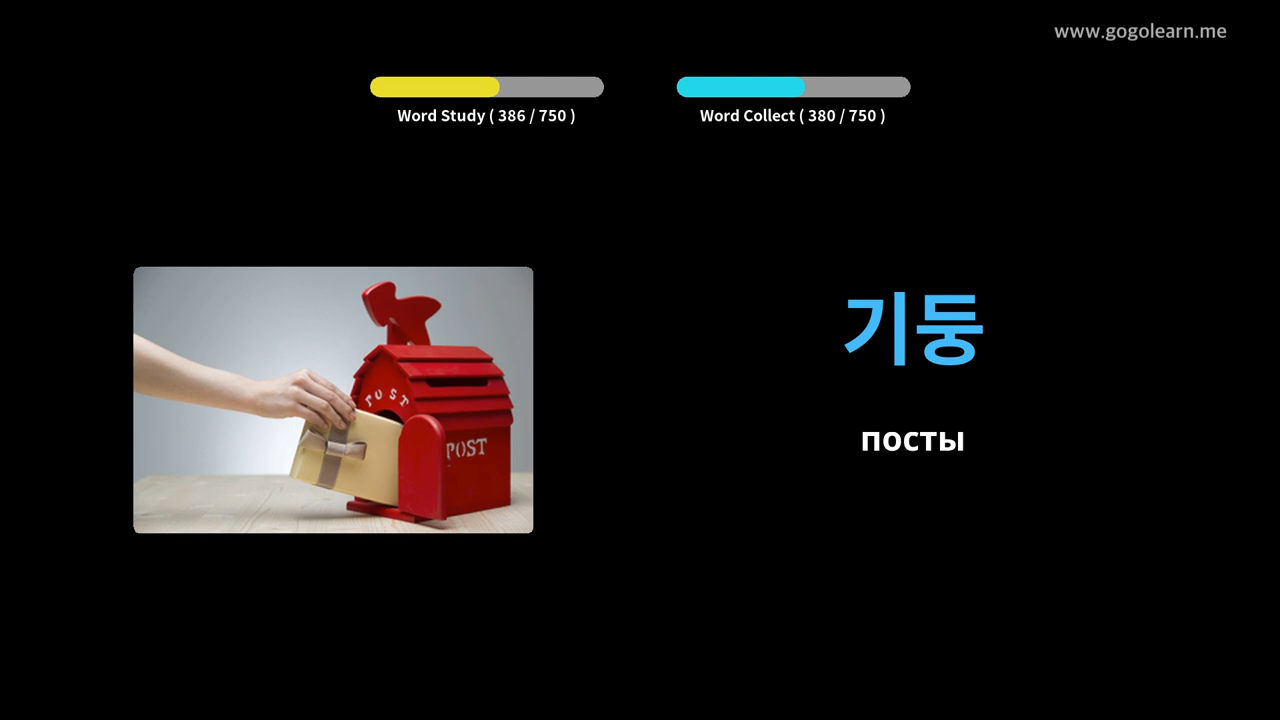 www.gogolearn.me
Word Study ( 386 / 750 )
Word Collect ( 380 / 750 )
POST
POST
기둥
посты